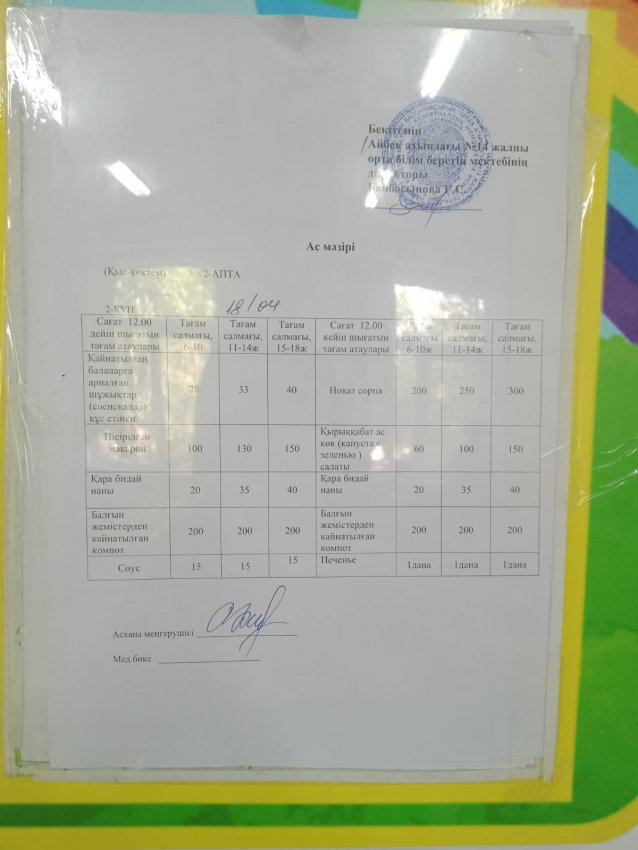 Бекітемін
Айбек атындағы №14 жалпы
орта білім беретін мектебінің
Ас мәзірі
(Қыс-көктем) 2-АПТА
2-КҮН 18/04
Сағат 12.00 дейін шығатын тағам атаулары | Тағам салмағы, 6-10 | Тағам салмағы, 11-14ж | Тағам салмағы, 15-18ж | Сағат 12.00 кейін шығатын тағам атаулары | Тағам салмағы 6-10ж | Тағам салмағы, 11-14ж | Тағам салмағы, 15-18ж
Қайнатылған балаларға арналған шұжықтар (сосискалар) құс етінен | 28 | 33 | 40 | Ноқат сорпа | 200 | 250 | 300
Пісірілген макарон | 100 | 130 | 150 | Қырыққабат ас көк (капуста с зеленью ) салаты | 60 | 100 | 150
Қара бидай наны | 20 | 35 | 40 | Қара бидай наны | 20 | 35 | 40
Балғын жемістерден қайнатылған компот | 200 | 200 | 200 | Балғын жемістерден қайнатылған компот | 200 | 200 | 200
Соус | 15 | 15 | 15 | Печенье | 1дана | 1дана | 1дана
Асхана меңгерушісі
Мед.бике